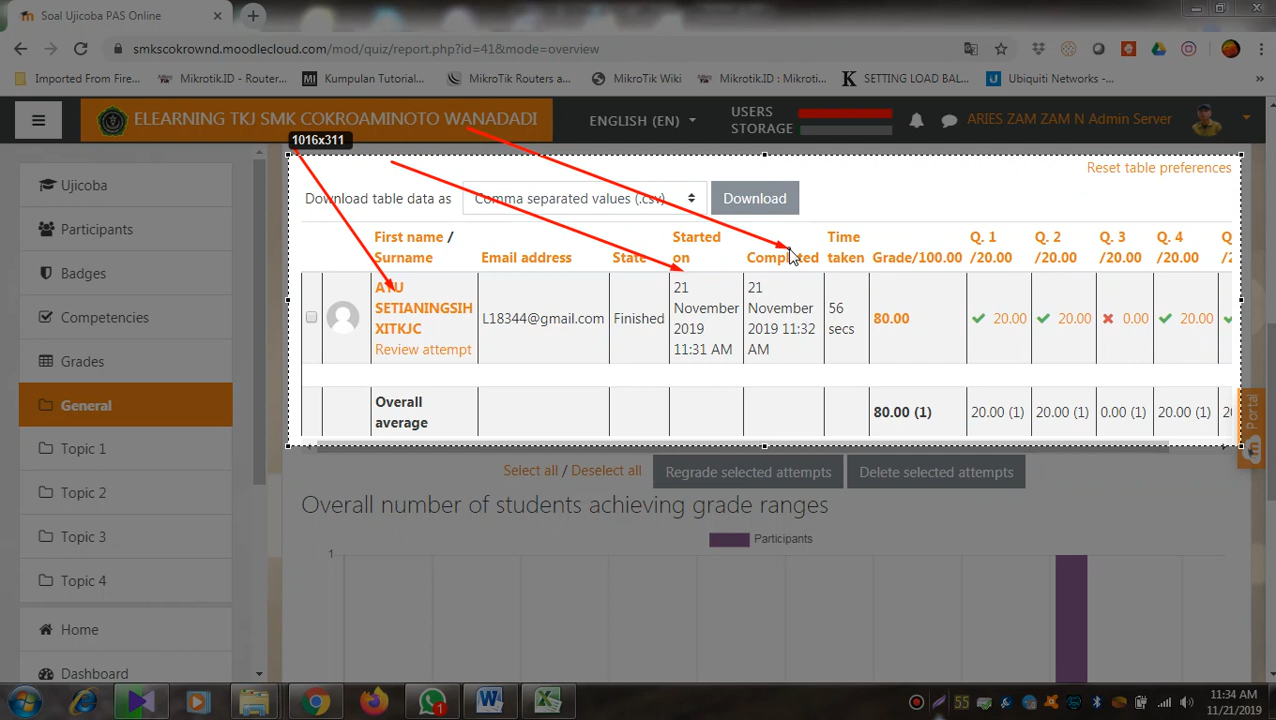 Soal Ujicoba PAS Online
smkscokrownd.moodlecloud.com/mod/quiz/report.php?id=41&mode=overview
Imported From Fire... Mikrotik.ID - Router... Kumpulan Tutorial... MikroTik Routers a... MikroTik Wiki Mikrotik.ID : Mikroti... SETTING LOAD BAL... Ubiquiti Networks -... »
ELEARNING TKJ SMK COKROAMINOTO WANADADI
ENGLISH (EN)
USERS
STORAGE
ARIES ZAM ZAM N Admin Server
1016x311
Ujicoba
Participants
Badges
Competencies
Grades
General
Topic 1
Topic 2
Topic 3
Topic 4
Home
Dashboard
Reset table preferences
Download table data as Comma separated values (.csv) Download
First name /
Surname
Email address
State
Started
on
Completed
Time
taken
Grade/100.00
Q. 1
/20.00
Q. 2
/20.00
Q. 3
/20.00
Q. 4
/20.00
AYU
SETIANINGSIH
XITKJC
Review attempt
L18344@gmail.com
Finished
21
November
2019
11:31 AM
21
November
2019 11:32
AM
56
secs
80.00
20.00
20.00
0.00
20.00
Overall
average
80.00 (1)
20.00 (1)
20.00 (1)
0.00 (1)
20.00 (1)
Portal
Select all / Deselect all Regrade selected attempts Delete selected attempts
Overall number of students achieving grade ranges
Participants
1
W
1
55
11:34 AM
11/21/2019